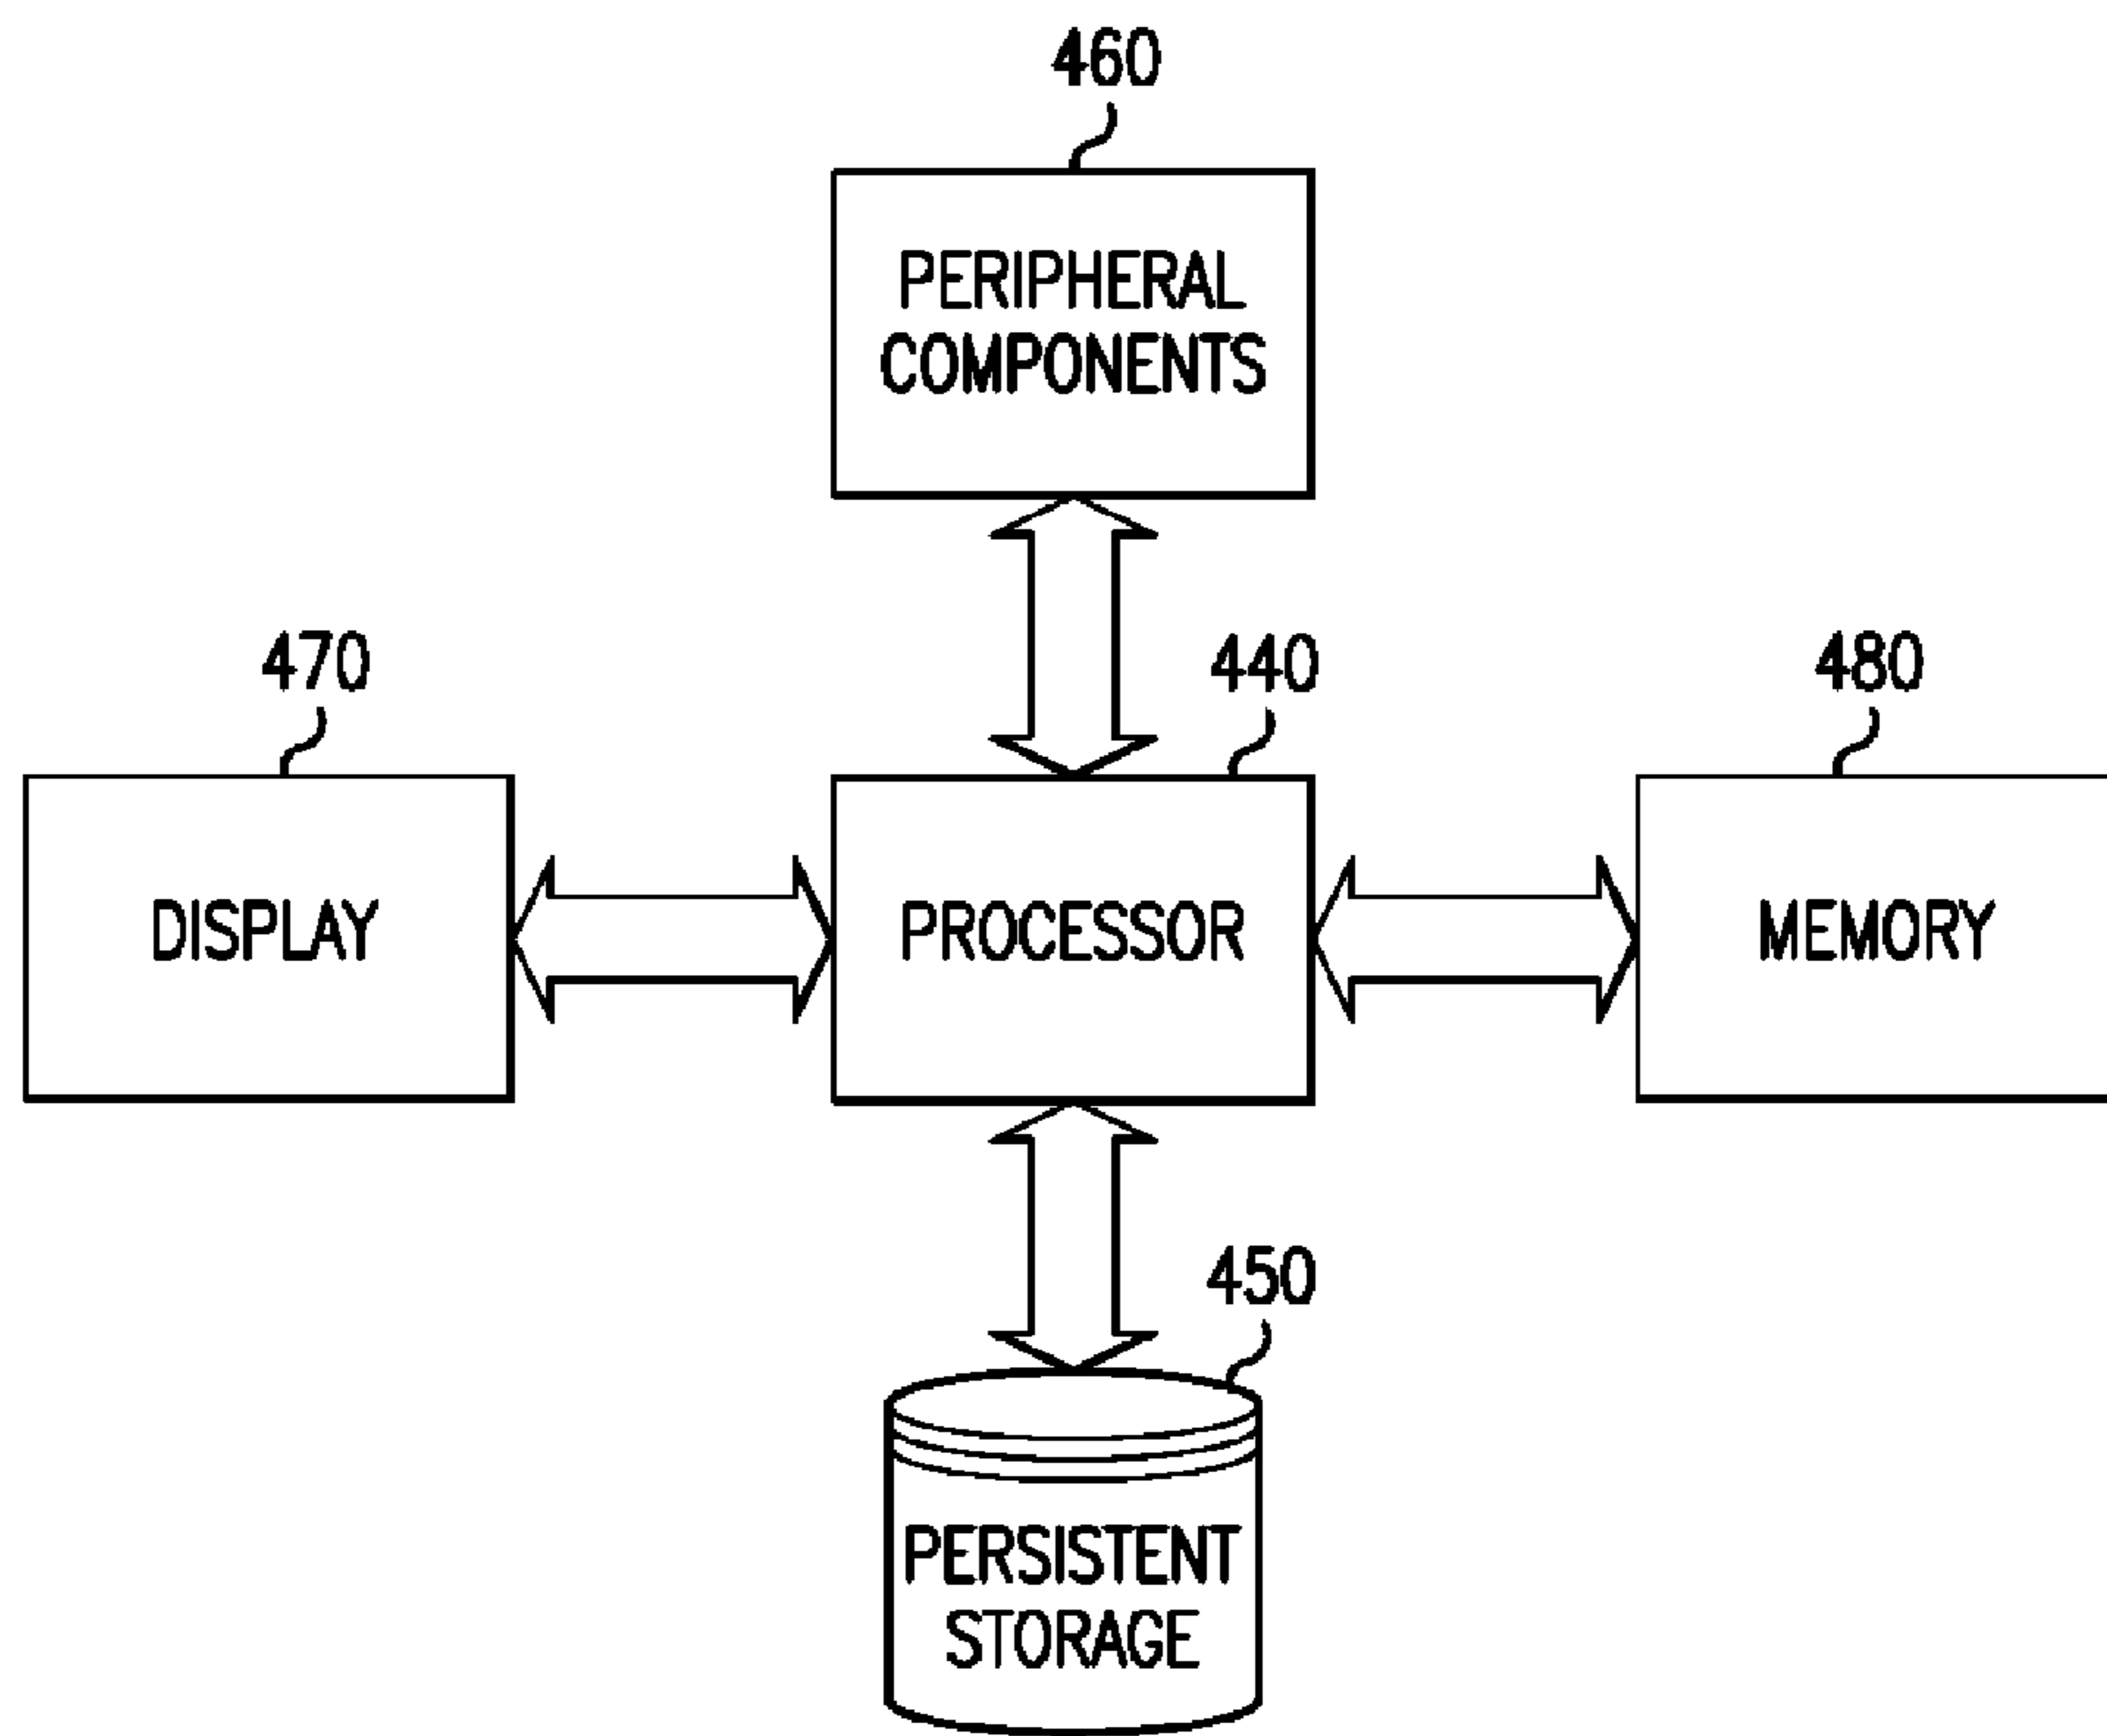 460
PERIPHERAL
COMPONENTS
470
440
480
DISPLAY
PROCESSOR
MEMORY
450
PERSISTENT
STORAGE